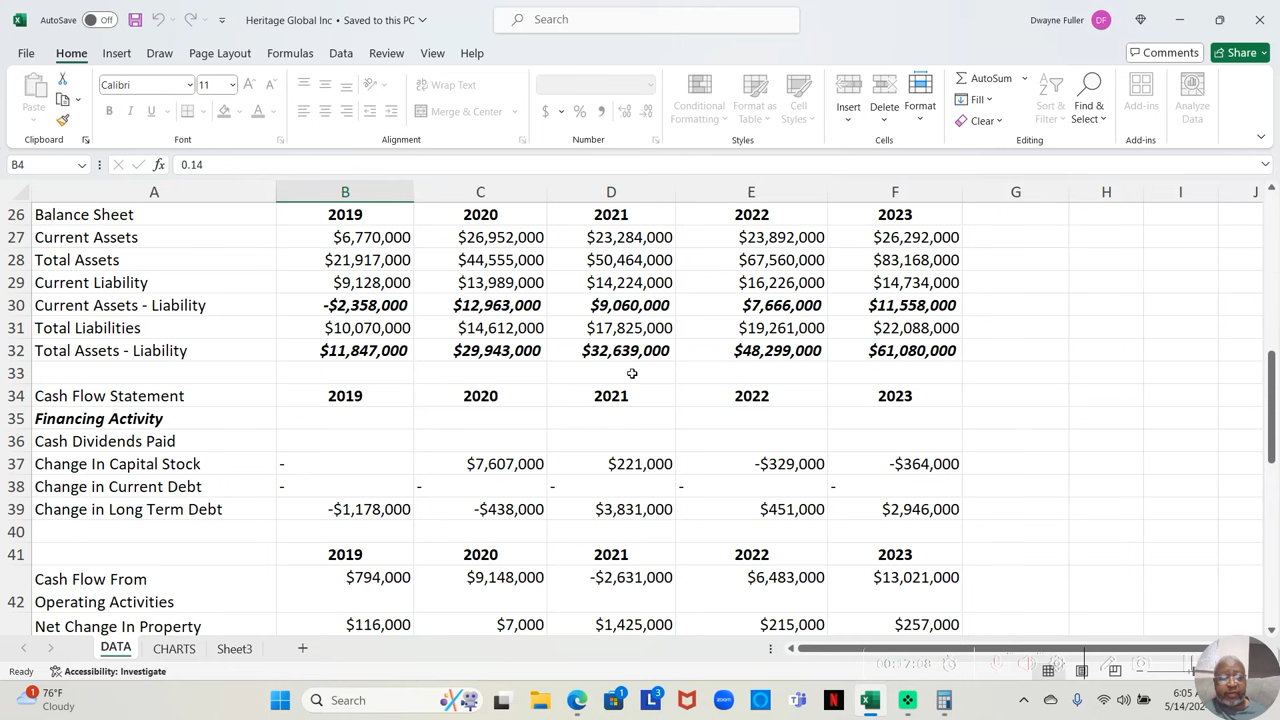 AutoSave Off Heritage Global Inc • Saved to this PC Search Dwayne Fuller DF
File Home Insert Draw Page Layout Formulas Data Review View Help Comments Share
Paste Calibri 11 Wrap Text Merge & Center Conditional Formatting Format as Table Cell Styles Insert Delete Format AutoSum Fill Clear Sort & Filter Find & Select Add-ins Analyze Data
Clipboard Font Alignment Number Styles Cells Editing Add-ins
B4 fx 0.14
A B C D E F G H I J
26 Balance Sheet 2019 2020 2021 2022 2023
27 Current Assets $6,770,000 $26,952,000 $23,284,000 $23,892,000 $26,292,000
28 Total Assets $21,917,000 $44,555,000 $50,464,000 $67,560,000 $83,168,000
29 Current Liability $9,128,000 $13,989,000 $14,224,000 $16,226,000 $14,734,000
30 Current Assets - Liability -$2,358,000 $12,963,000 $9,060,000 $7,666,000 $11,558,000
31 Total Liabilities $10,070,000 $14,612,000 $17,825,000 $19,261,000 $22,088,000
32 Total Assets - Liability $11,847,000 $29,943,000 $32,639,000 $48,299,000 $61,080,000
33
34 Cash Flow Statement 2019 2020 2021 2022 2023
35 Financing Activity
36 Cash Dividends Paid
37 Change In Capital Stock - $7,607,000 $221,000 -$329,000 -$364,000
38 Change in Current Debt - - - - -
39 Change in Long Term Debt -$1,178,000 -$438,000 $3,831,000 $451,000 $2,946,000
40
41 2019 2020 2021 2022 2023
Cash Flow From $794,000 $9,148,000 -$2,631,000 $6,483,000 $13,021,000
42 Operating Activities
Net Change In Property $116,000 $7,000 $1,425,000 $215,000 $257,000
DATA CHARTS Sheet3
Ready Accessibility: Investigate 00:17:08
76°F
Cloudy
Search
6:05
5/14/202